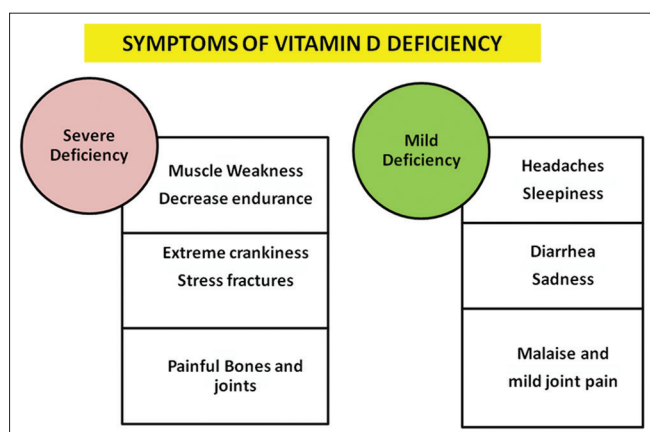 SYMPTOMS OF VITAMIN D DEFICIENCY
Severe
Deficiency
Muscle Weakness
Decrease endurance
Extreme crankiness
Stress fractures
Painful Bones and
joints
Mild
Deficiency
Headaches
Sleepiness
Diarrhea
Sadness
Malaise and
mild joint pain